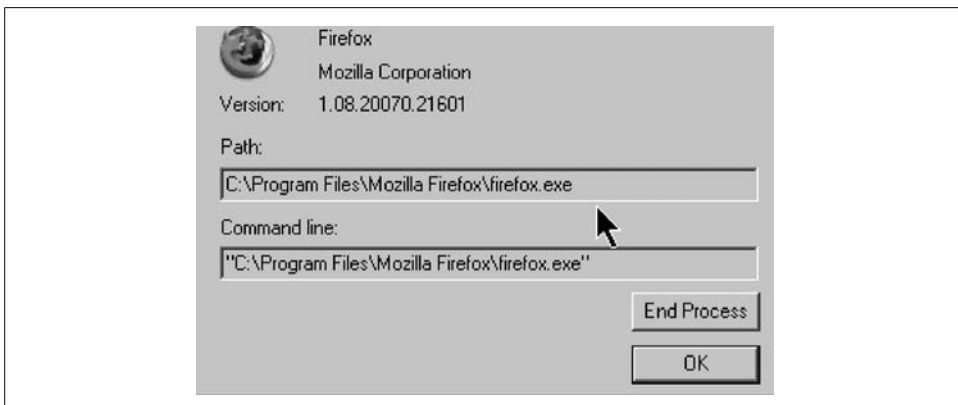 Firefox
Mozilla Corporation
Version: 1.08.20070.21601
Path:
C:\Program Files\Mozilla Firefox\firefox.exe
Command line:
"C:\Program Files\Mozilla Firefox\firefox.exe"
End Process
OK